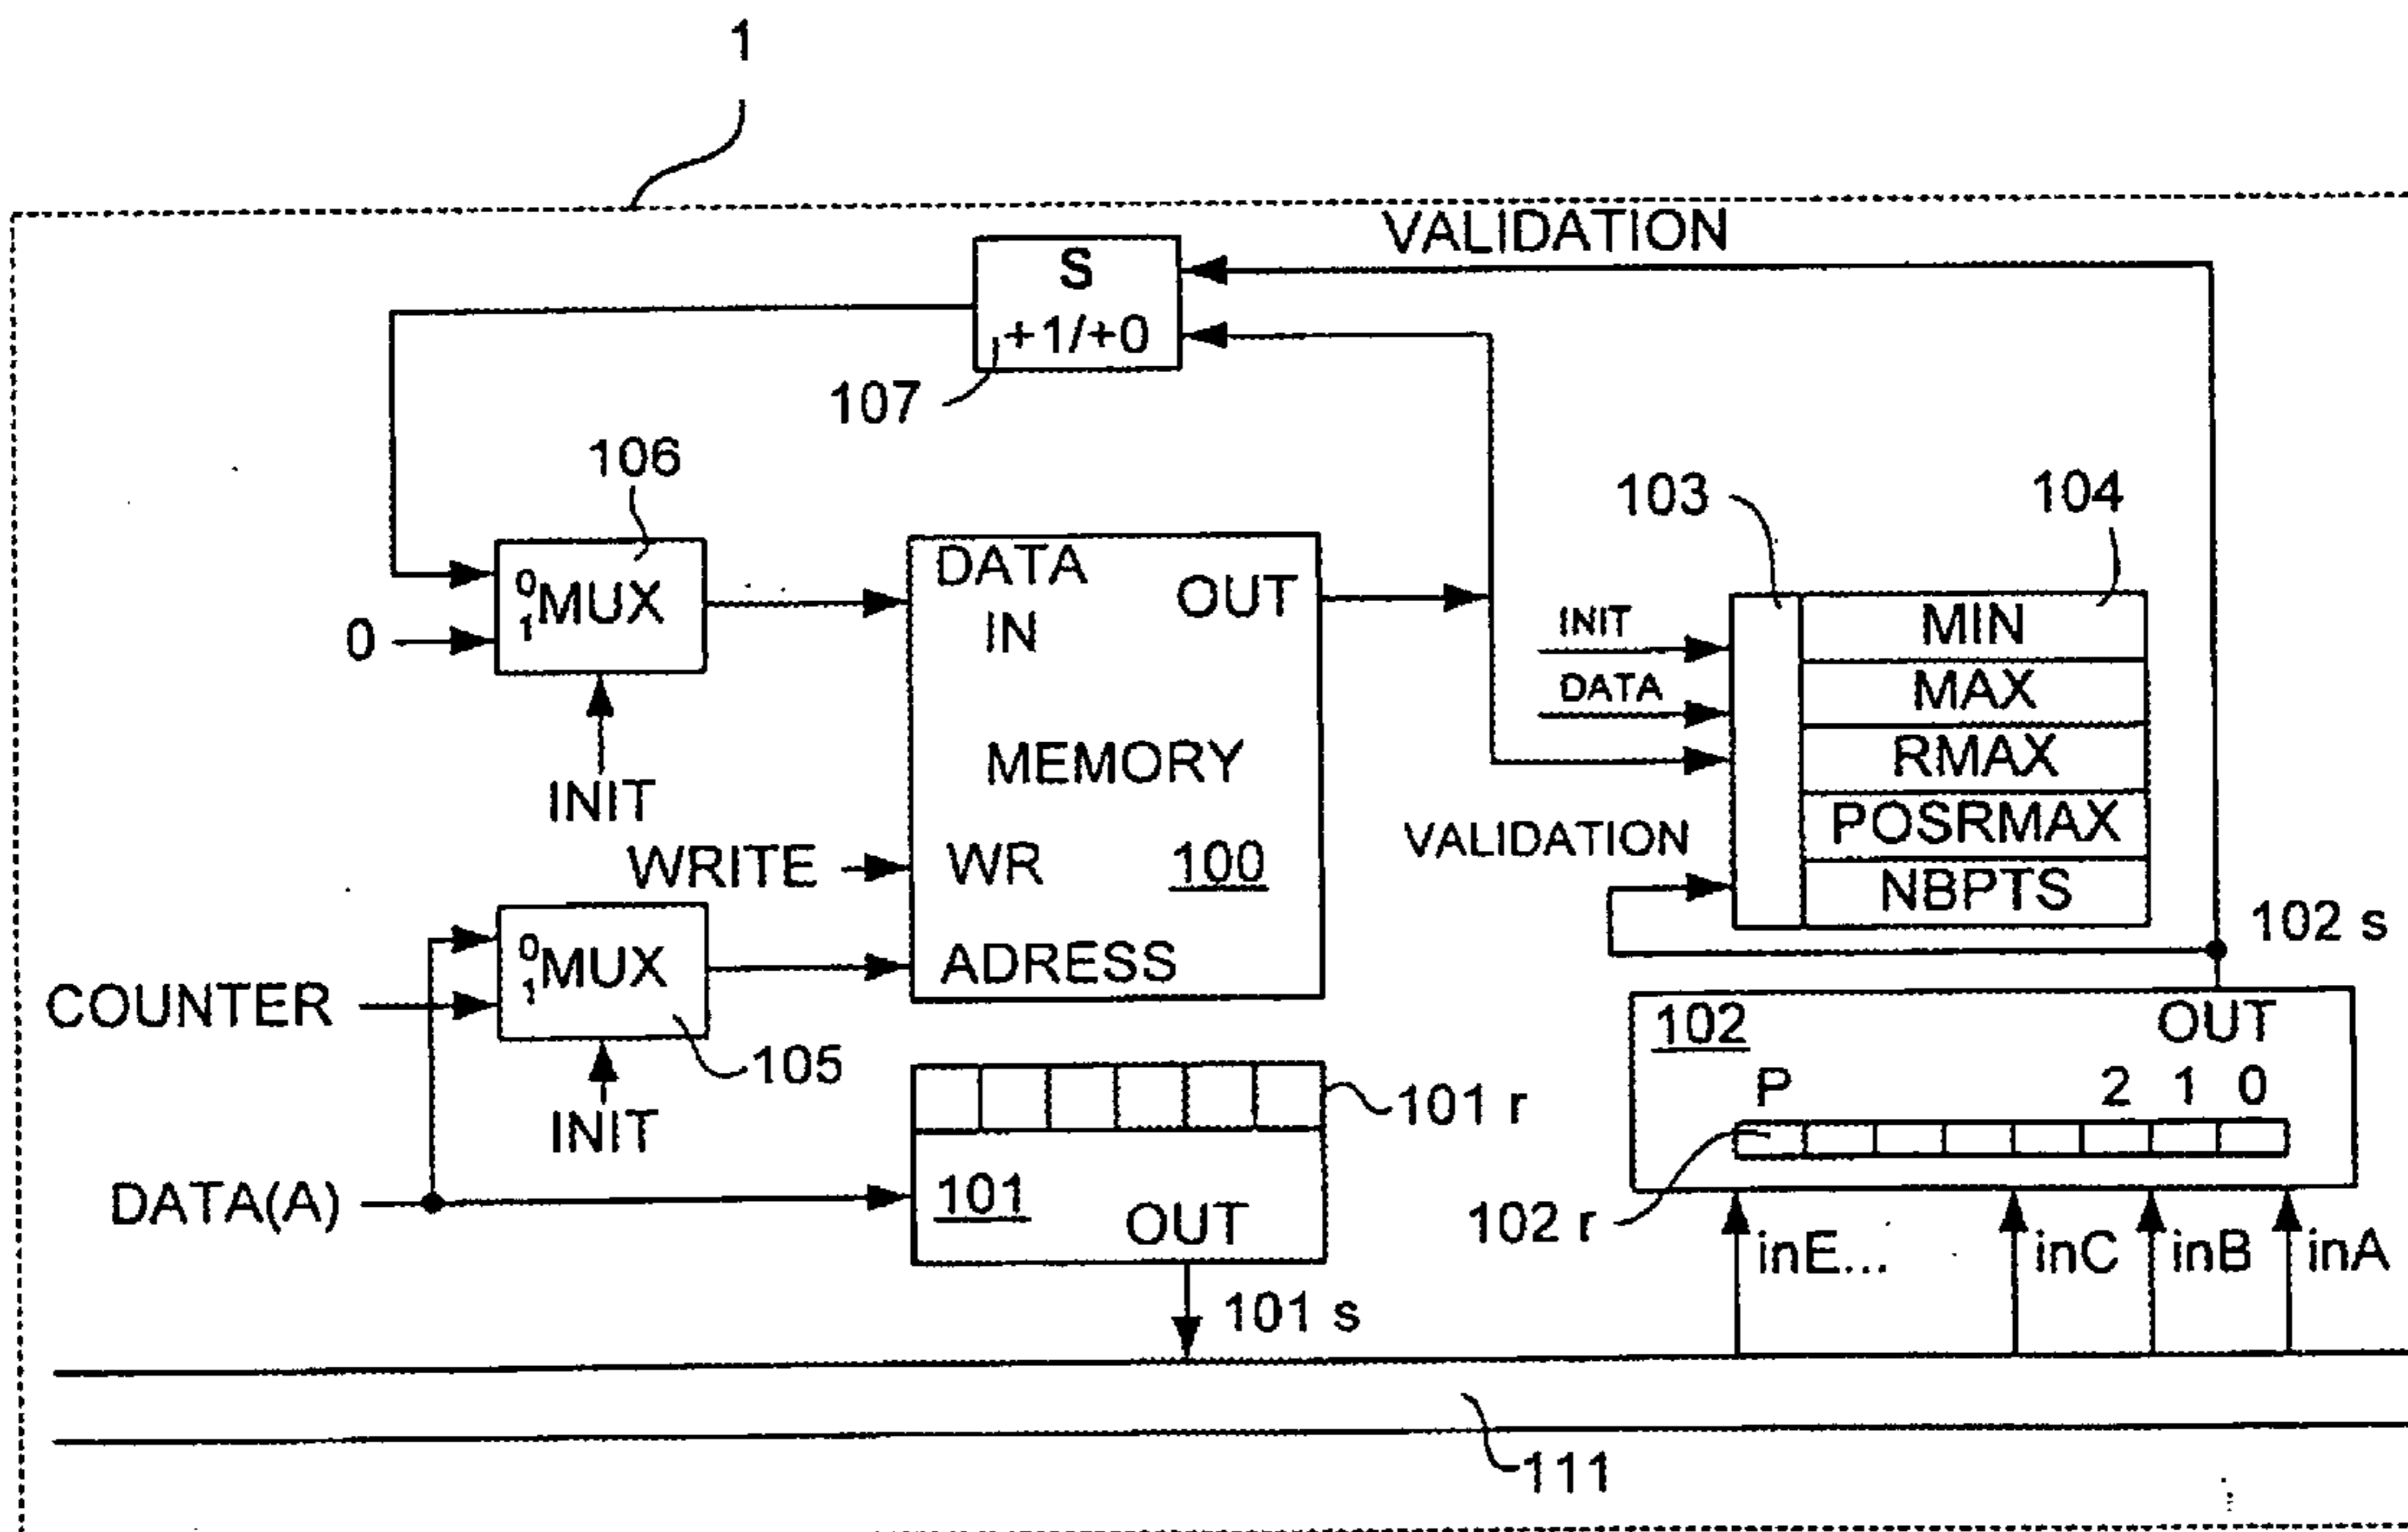 1
VALIDATION
S
+1/+0
107
106
0
1
MUX
0
INIT
DATA
IN
OUT
MEMORY
WRITE
WR
100
ADRESS
103
104
INIT
DATA
VALIDATION
MIN
MAX
RMAX
POSRMAX
NBPTS
102 s
COUNTER
0
1
MUX
105
INIT
DATA(A)
101 r
101
OUT
101 s
102
OUT
P 2 1 0
102 r
inE... inC inB inA
111